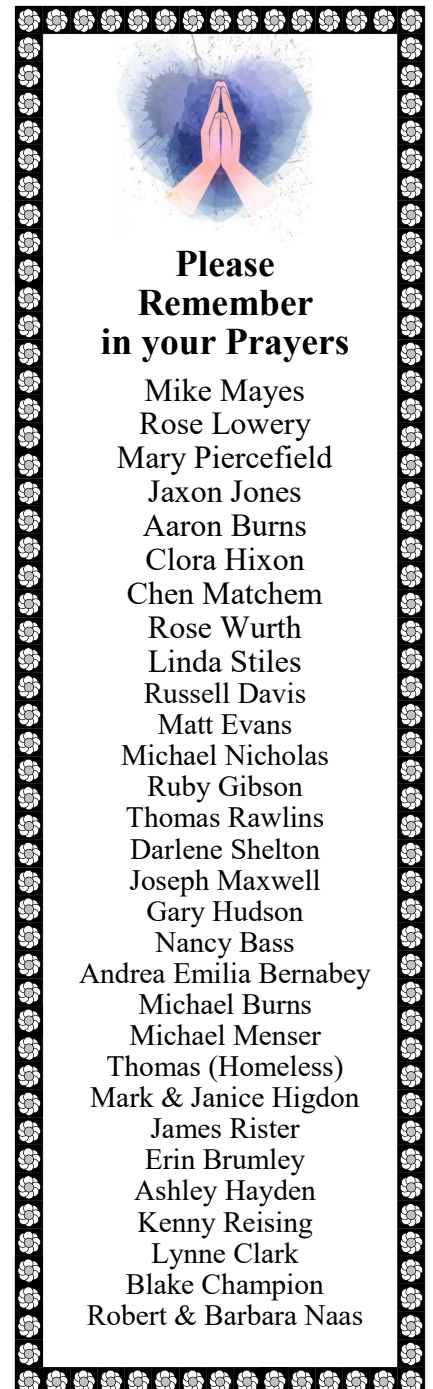 Please
Remember
in your Prayers
Mike Mayes
Rose Lowery
Mary Piercefield
Jaxon Jones
Aaron Burns
Clora Hixon
Chen Matchem
Rose Wurth
Linda Stiles
Russell Davis
Matt Evans
Michael Nicholas
Ruby Gibson
Thomas Rawlins
Darlene Shelton
Joseph Maxwell
Gary Hudson
Nancy Bass
Andrea Emilia Bernabey
Michael Burns
Michael Menser
Thomas (Homeless)
Mark & Janice Higdon
James Rister
Erin Brumley
Ashley Hayden
Kenny Reising
Lynne Clark
Blake Champion
Robert & Barbara Naas